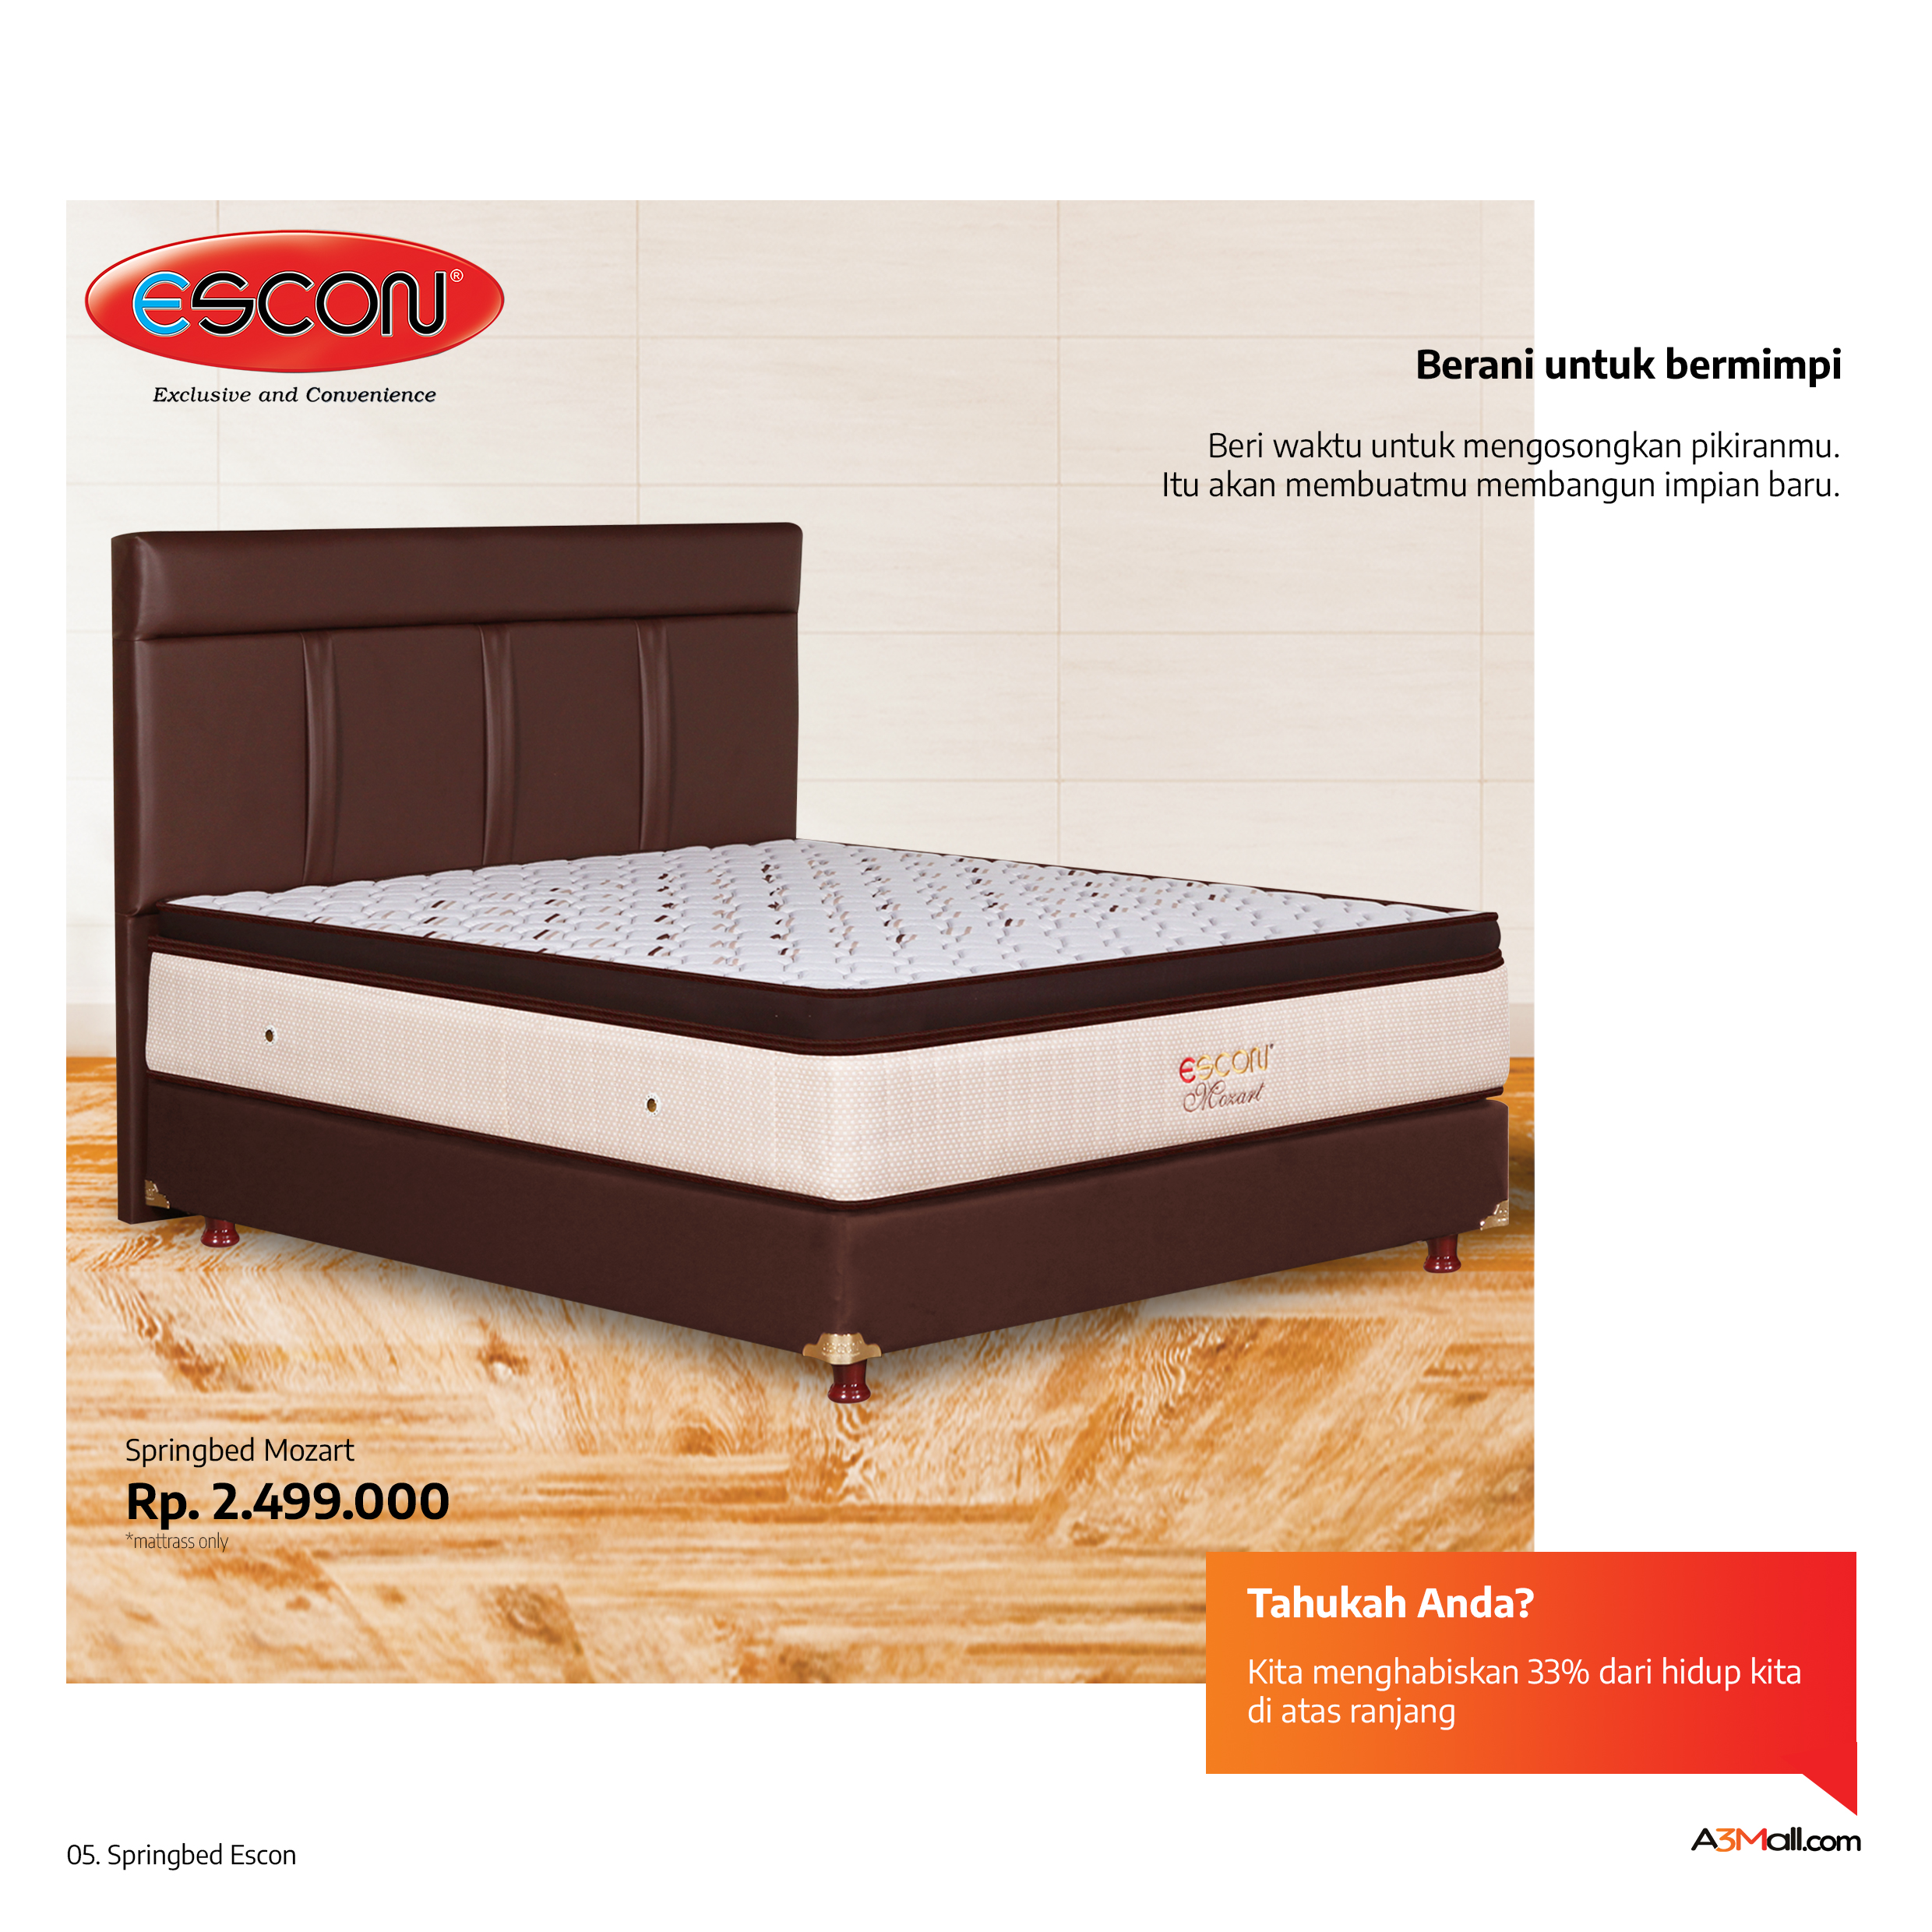 ESCON®
Exclusive and Convenience
Berani untuk bermimpi
Beri waktu untuk mengosongkan pikiranmu.
Itu akan membuatmu membangun impian baru.
ESCON
Mozart
Springbed Mozart
Rp. 2.499.000
*mattrass only
Tahukah Anda?
Kita menghabiskan 33% dari hidup kita
di atas ranjang
05. Springbed Escon
A3Mall.com